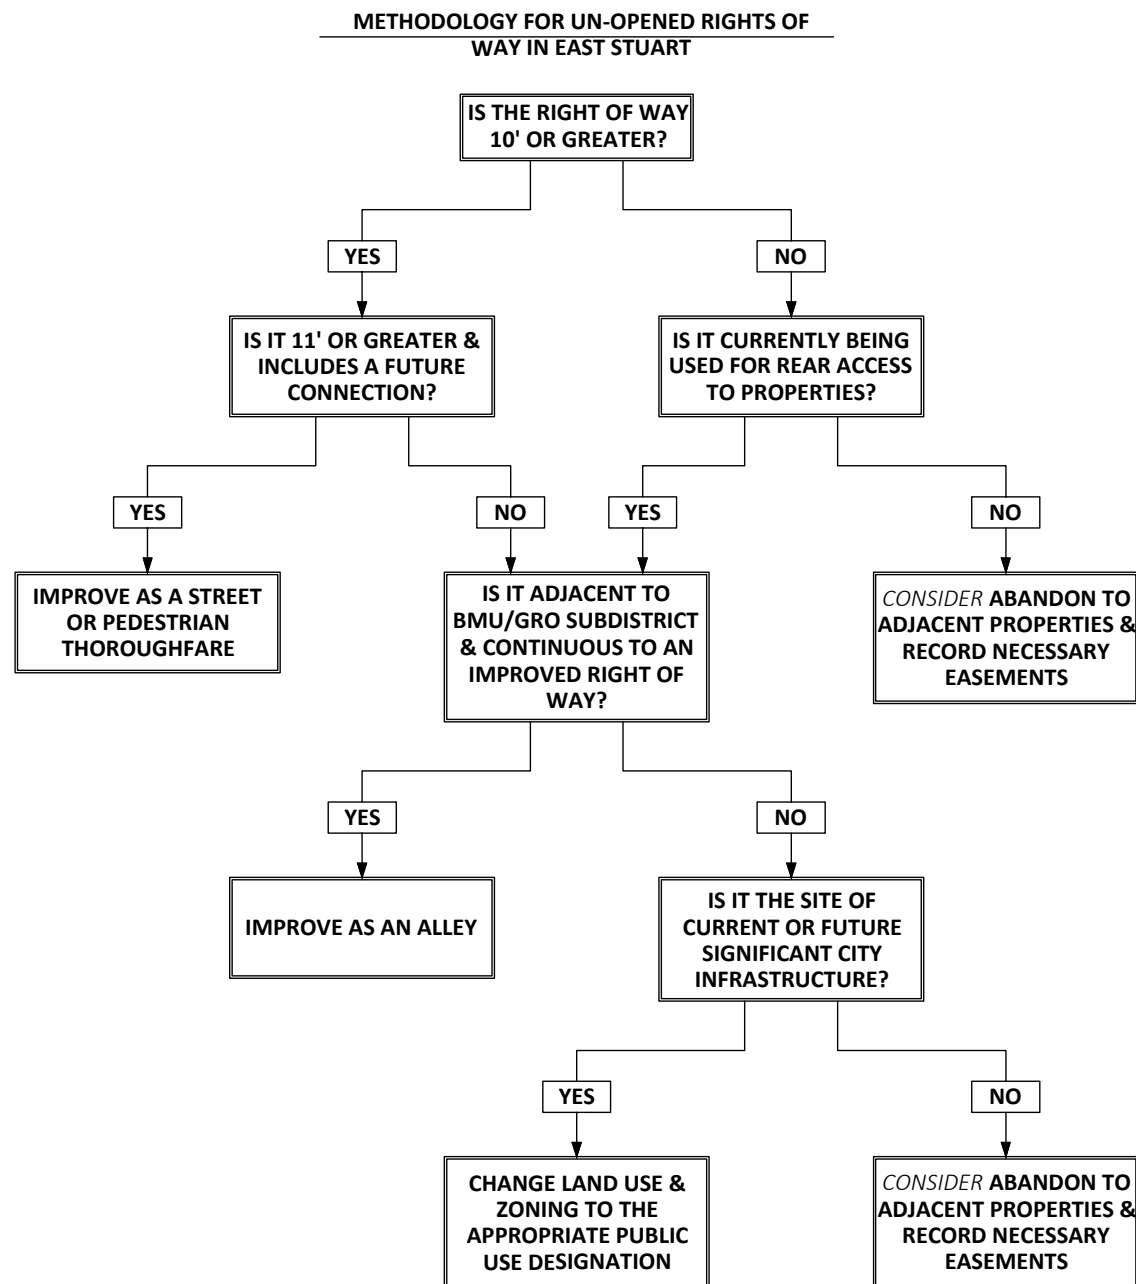 METHODOLOGY FOR UN-OPENED RIGHTS OF
WAY IN EAST STUART
IS THE RIGHT OF WAY
10' OR GREATER?
YES
NO
IS IT 11' OR GREATER &
INCLUDES A FUTURE
CONNECTION?
IS IT CURRENTLY BEING
USED FOR REAR ACCESS
TO PROPERTIES?
YES
NO
YES
NO
IMPROVE AS A STREET
OR PEDESTRIAN
THOROUGHFARE
IS IT ADJACENT TO
BMU/GRO SUBDISTRICT
& CONTINUOUS TO AN
IMPROVED RIGHT OF
WAY?
CONSIDER ABANDON TO
ADJACENT PROPERTIES &
RECORD NECESSARY
EASEMENTS
YES
NO
IMPROVE AS AN ALLEY
IS IT THE SITE OF
CURRENT OR FUTURE
SIGNIFICANT CITY
INFRASTRUCTURE?
YES
NO
CHANGE LAND USE &
ZONING TO THE
APPROPRIATE PUBLIC
USE DESIGNATION
CONSIDER ABANDON TO
ADJACENT PROPERTIES &
RECORD NECESSARY
EASEMENTS